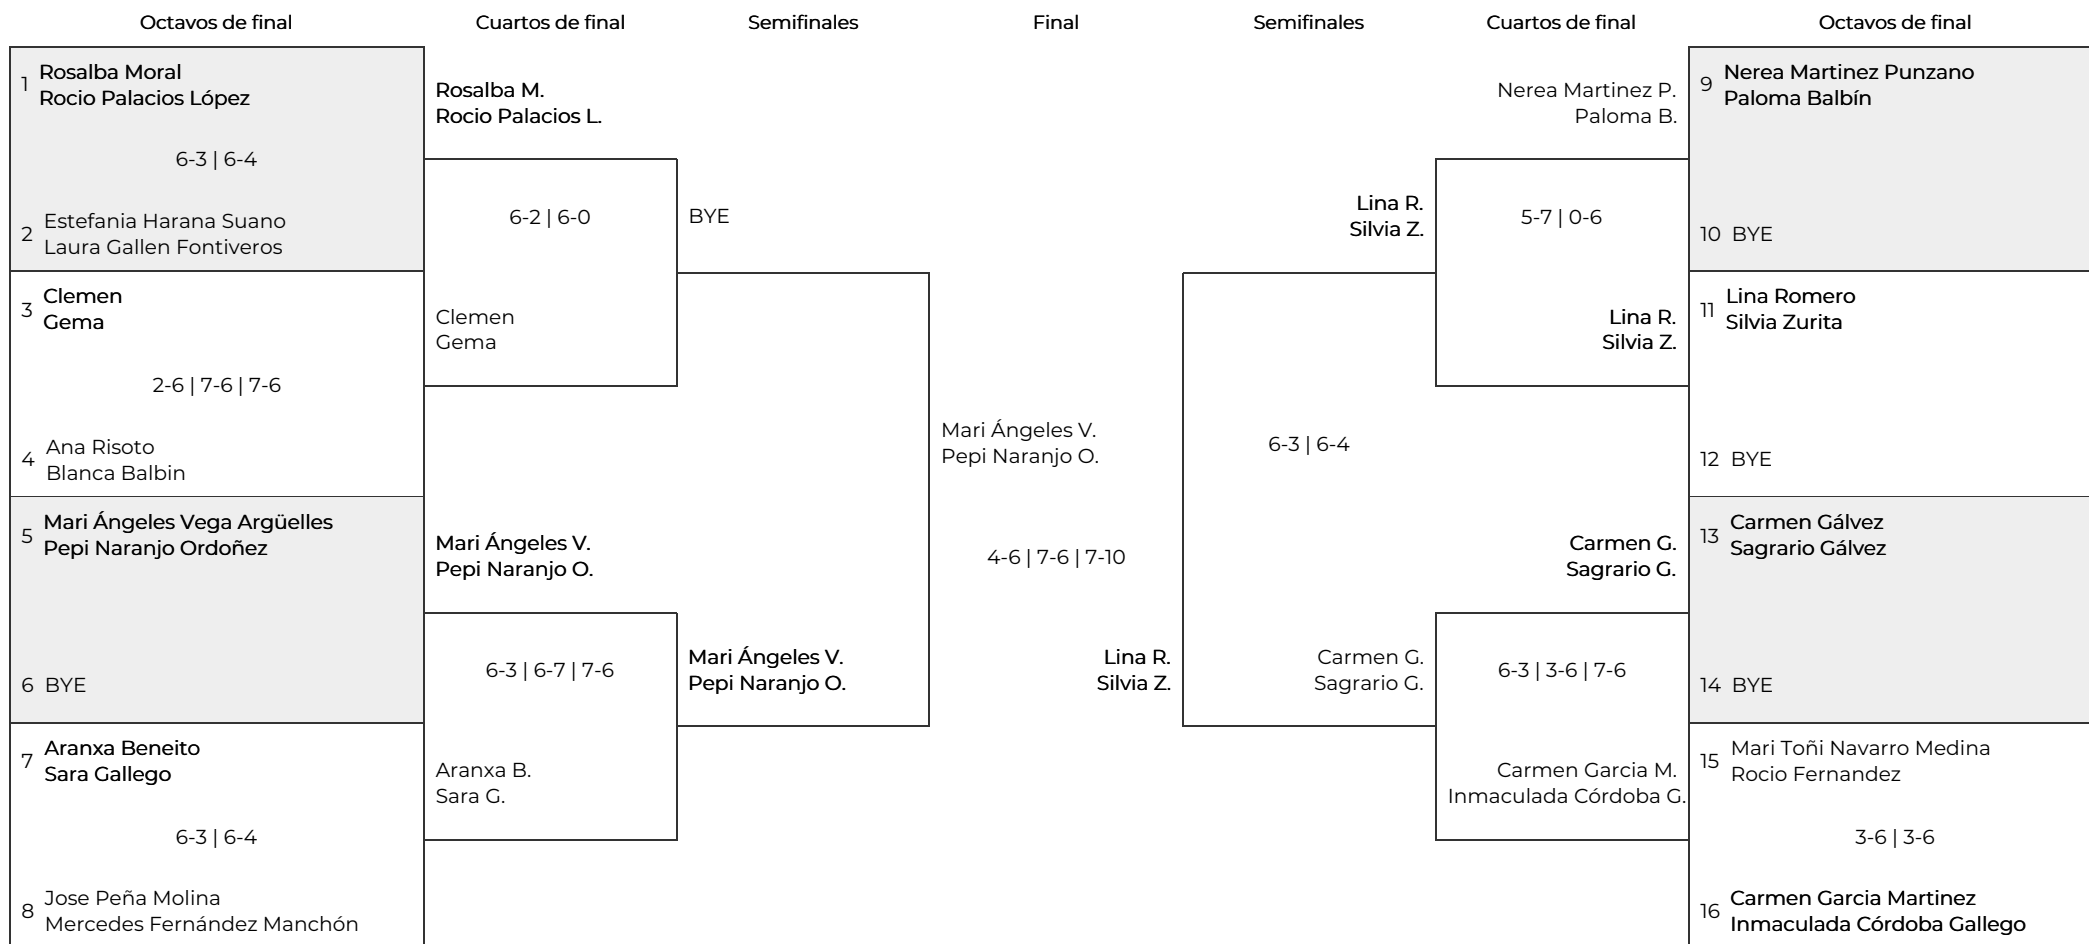 Octavos de final
Cuartos de final
Semifinales
Final
Semifinales
Cuartos de final
Octavos de final
1
Rosalba Moral
Rocio Palacios López
6-3 | 6-4
2
Estefania Harana Suano
Laura Gallen Fontiveros
3
Clemen
Gema
2-6 | 7-6 | 7-6
4
Ana Risoto
Blanca Balbin
5
Mari Ángeles Vega Argüelles
Pepi Naranjo Ordoñez
6 BYE
7
Aranxa Beneito
Sara Gallego
6-3 | 6-4
8
Jose Peña Molina
Mercedes Fernández Manchón
Rosalba M.
Rocio Palacios L.
6-2 | 6-0
Clemen
Gema
Mari Ángeles V.
Pepi Naranjo O.
6-3 | 6-7 | 7-6
Aranxa B.
Sara G.
BYE
Mari Ángeles V.
Pepi Naranjo O.
Mari Ángeles V.
Pepi Naranjo O.
4-6 | 7-6 | 7-10
Lina R.
Silvia Z.
Lina R.
Silvia Z.
6-3 | 6-4
Carmen G.
Sagrario G.
Nerea Martinez P.
Paloma B.
5-7 | 0-6
Lina R.
Silvia Z.
Carmen G.
Sagrario G.
6-3 | 3-6 | 7-6
Carmen Garcia M.
Inmaculada Córdoba G.
9
Nerea Martinez Punzano
Paloma Balbín
10 BYE
11
Lina Romero
Silvia Zurita
12 BYE
13
Carmen Gálvez
Sagrario Gálvez
14 BYE
15
Mari Toñi Navarro Medina
Rocio Fernandez
3-6 | 3-6
16
Carmen Garcia Martinez
Inmaculada Córdoba Gallego